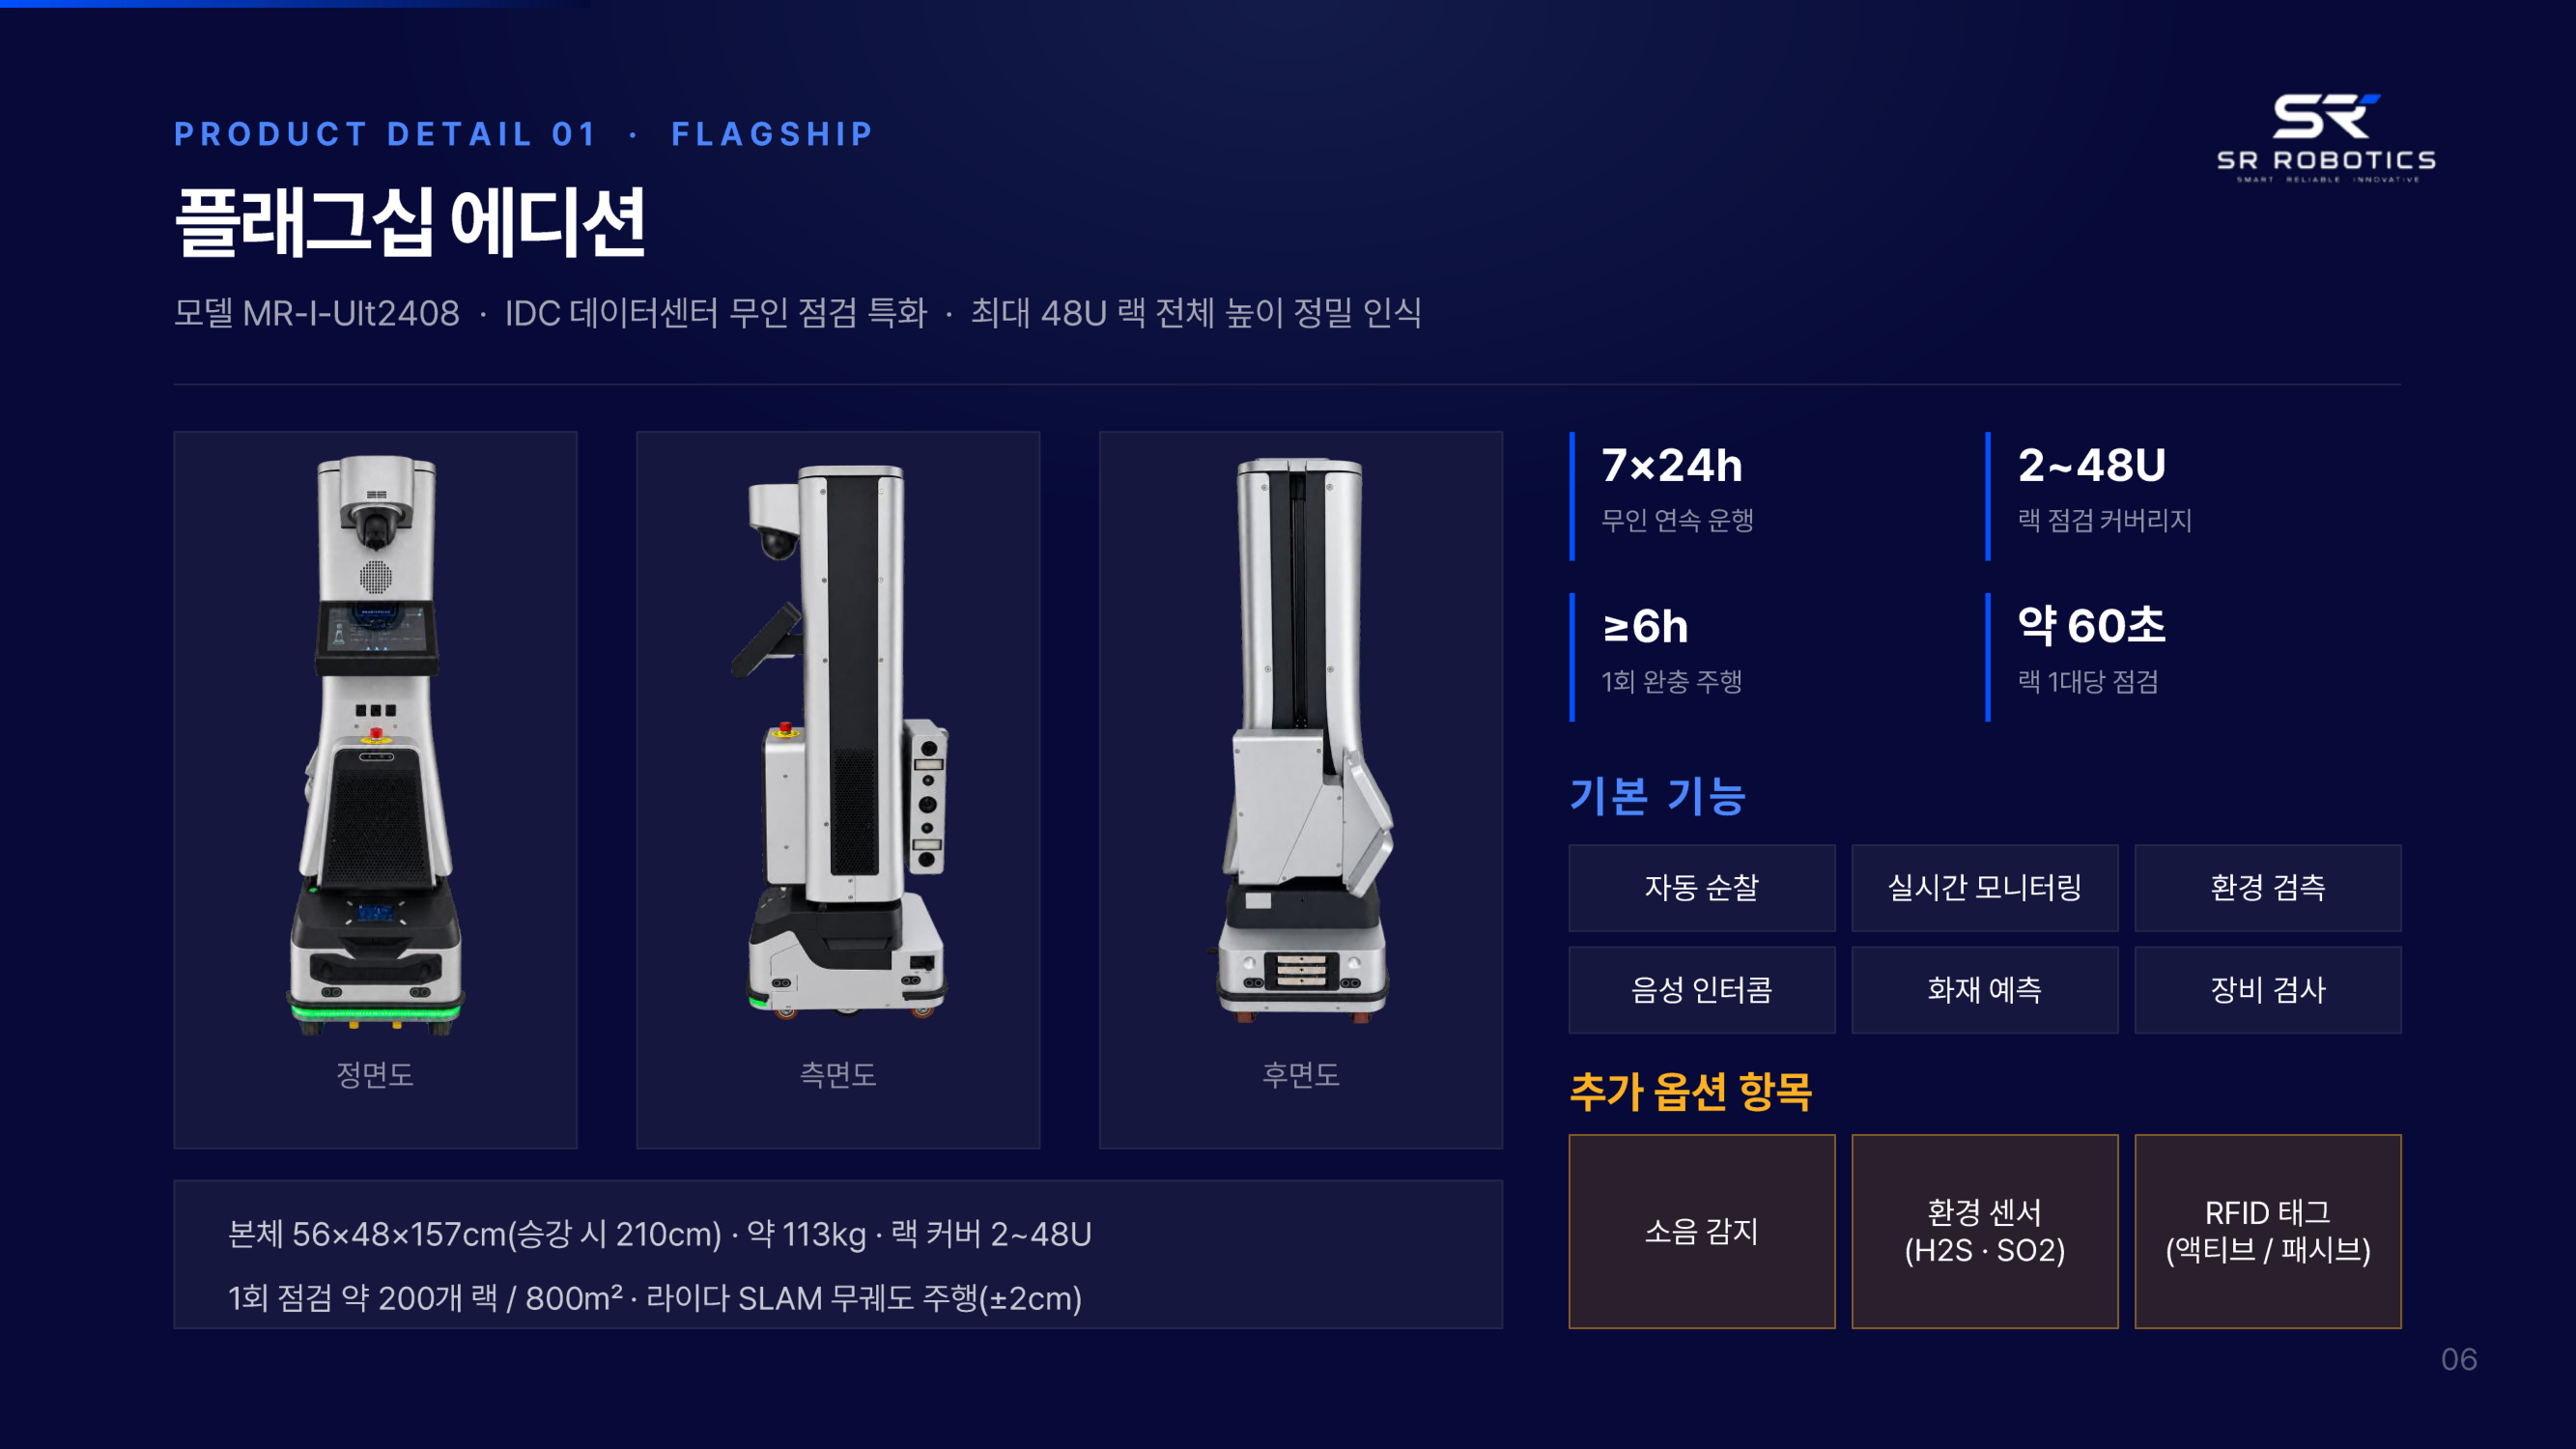 PRODUCT DETAIL 01 · FLAGSHIP
SR ROBOTICS
SMART RELIABLE INNOVATIVE
플래그십 에디션
모델 MR-I-Ult2408 · IDC 데이터센터 무인 점검 특화 · 최대 48U 랙 전체 높이 정밀 인식
정면도
측면도
후면도
본체 56×48×157cm(승강 시 210cm) · 약 113kg · 랙 커버 2~48U
1회 점검 약 200개 랙 / 800m² · 라이다 SLAM 무궤도 주행(±2cm)
7×24h
무인 연속 운행
2~48U
랙 점검 커버리지
≥6h
1회 완충 주행
약 60초
랙 1대당 점검
기본 기능
자동 순찰
실시간 모니터링
환경 검측
음성 인터콤
화재 예측
장비 검사
추가 옵션 항목
소음 감지
환경 센서
(H2S · SO2)
RFID 태그
(액티브 / 패시브)
06